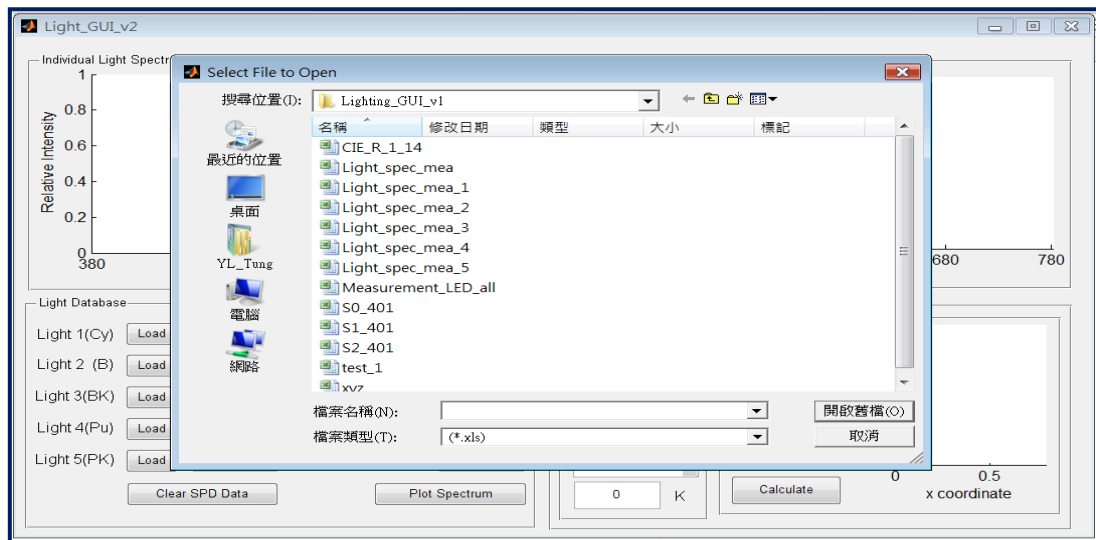 Light_GUI_v2
Individual Light Spectr
1
0.8
0.6
0.4
0.2
0
Relative Intensity
380
680
780
Select File to Open
搜尋位置(I):
Lighting_GUI_v1
名稱 修改日期 類型 大小 標記
最近的位置
桌面
YL_Tung
電腦
網路
CIE_R_1_14
Light_spec_mea
Light_spec_mea_1
Light_spec_mea_2
Light_spec_mea_3
Light_spec_mea_4
Light_spec_mea_5
Measurement_LED_all
S0_401
S1_401
S2_401
test_1
xyz
檔案名稱(N):
開啟舊檔(O)
檔案類型(T): (*.xls)
取消
Light Database
Light 1(Cy) Load
Light 2 (B) Load
Light 3(BK) Load
Light 4(Pu) Load
Light 5(PK) Load
Clear SPD Data
Plot Spectrum
0 K
Calculate
0 0.5
x coordinate